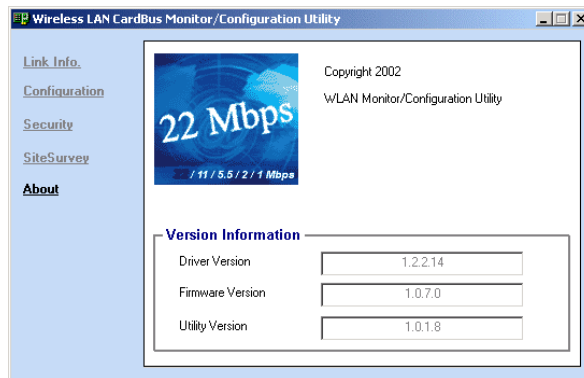 Wireless LAN CardBus Monitor/Configuration Utility
Link Info.
Configuration
Security
SiteSurvey
About
22 Mbps
22 / 11 / 5.5 / 2 / 1 Mbps
Copyright 2002
WLAN Monitor/Configuration Utility
Version Information
Driver Version
1.2.2.14
Firmware Version
1.0.7.0
Utility Version
1.0.1.8